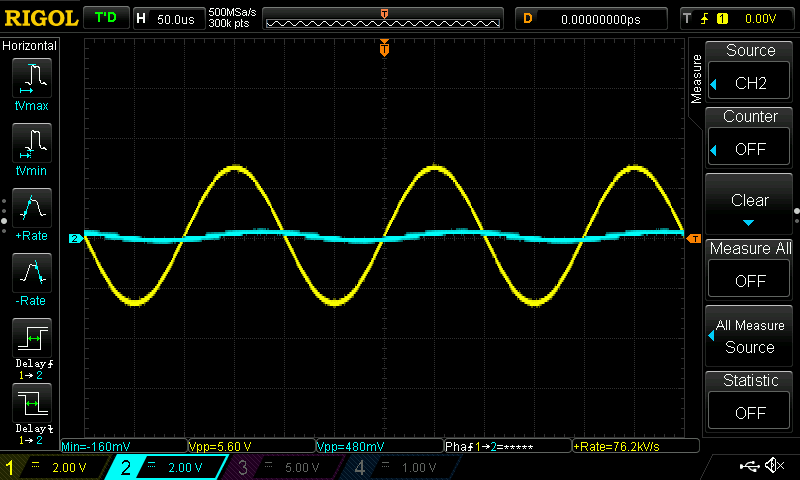 RIGOL T'D H 50.0us 500MSa/s 300k pts T D 0.00000000ps T 1 0.00V
Horizontal
tVmax
tVmin
+Rate
-Rate
Delay
1→2
Delay
1→2
T
2
T
Measure
Source
CH2
Counter
OFF
Clear
Measure All
OFF
All Measure
Source
Statistic
OFF
Min=-160mV Vpp=5.60 V Vpp=480mV Pha1→2=***** +Rate=76.2kV/s
1 2.00 V 2 2.00 V 3 5.00 V 4 1.00 V